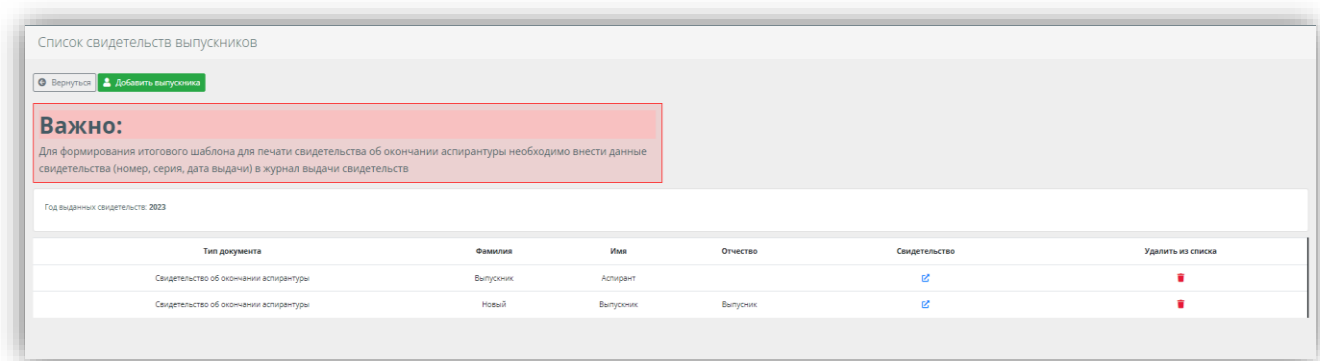 Список свидетельств выпускников
Вернуться Добавить выпускника
Важно:
Для формирования итогового шаблона для печати свидетельства об окончании аспирантуры необходимо внести данные
свидетельства (номер, серия, дата выдачи) в журнал выдачи свидетельств
Год выданных свидетельств: 2023
Тип документа Фамилия Имя Отчество Свидетельство Удалить из списка
Свидетельство об окончании аспирантуры Выпускник Аспирант
Свидетельство об окончании аспирантуры Новый Выпускник Выпусник